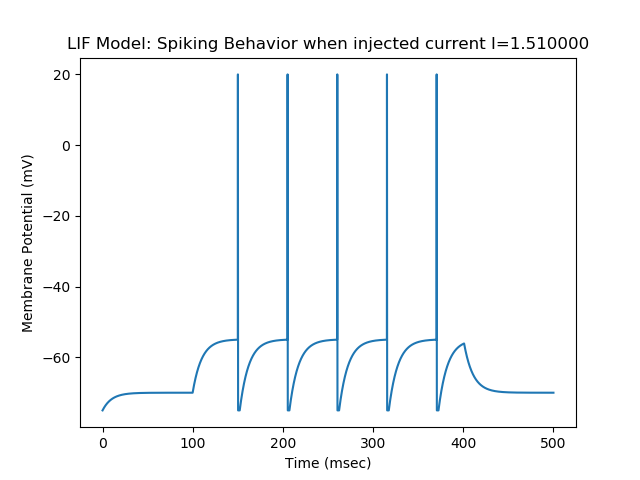 LIF Model: Spiking Behavior when injected current I=1.510000
20
0
−20
−40
−60
Membrane Potential (mV)
0 100 200 300 400 500
Time (msec)